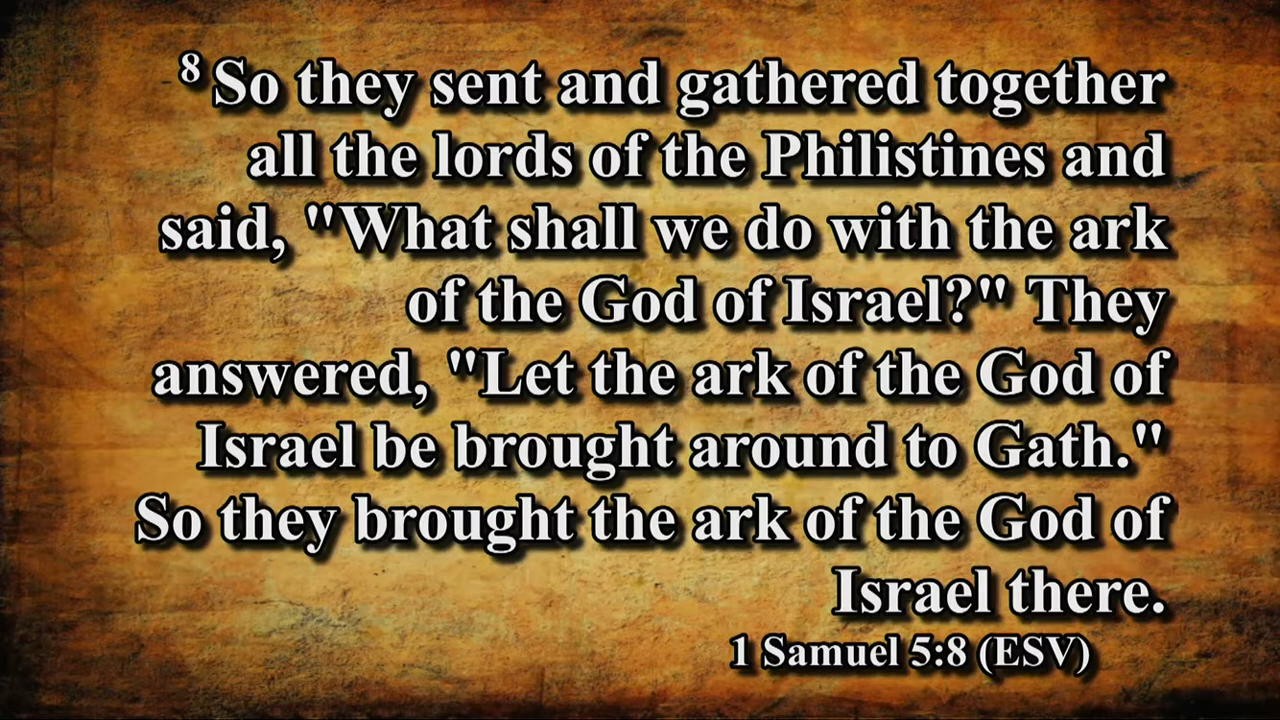 8 So they sent and gathered together
all the lords of the Philistines and
said, "What shall we do with the ark
of the God of Israel?" They
answered, "Let the ark of the God of
Israel be brought around to Gath."
So they brought the ark of the God of
Israel there.
1 Samuel 5:8 (ESV)